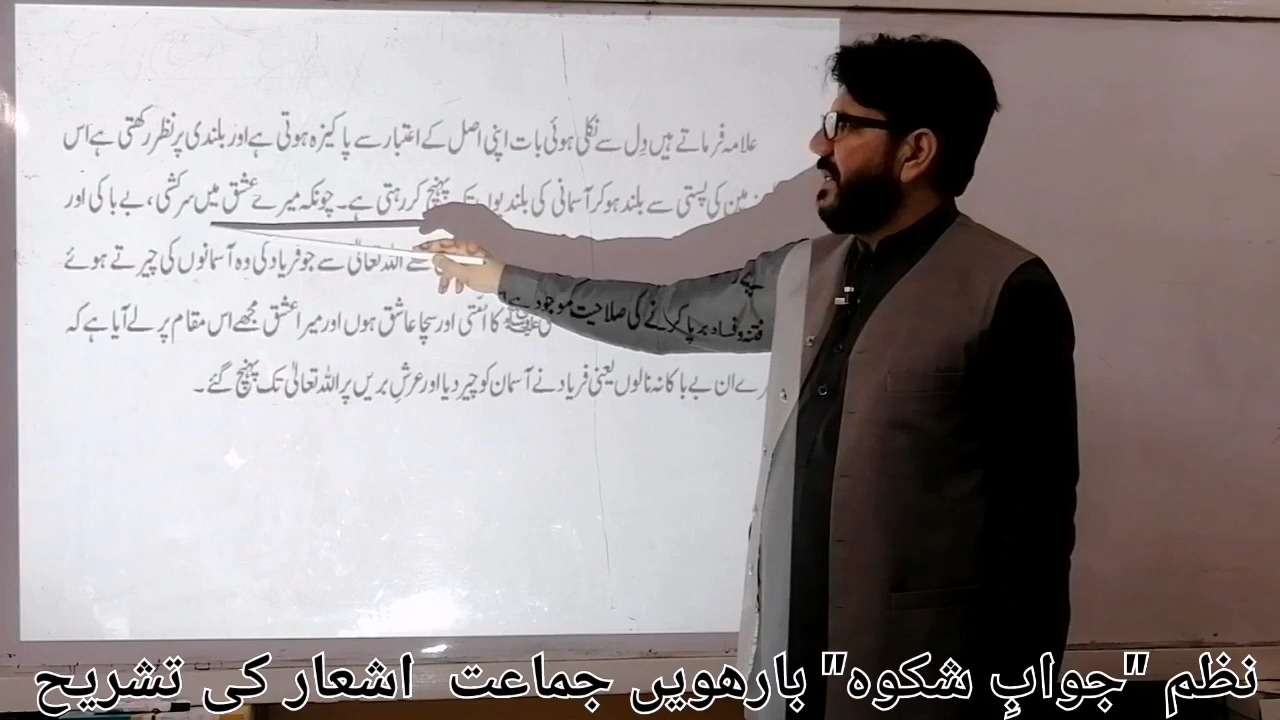 علامہ فرماتے ہیں دِل سے نکلی ہوئی بات اپنی اصل کے اعتبار سے پاکیزہ ہوتی ہے اور بلندی پر نظر رکھتی ہے اس
کی پستی سے بلند ہو کر آسمانی کی بلندیوں تک پہنچ کر رہتی ہے۔ چونکہ میرے عشق میں سرکشی، بے باکی اور
فتنہ و فساد برپا کرنے کی صلاحیت موجود ہے اللہ تعالیٰ سے جو فریاد کی وہ آسمانوں کی چیرتے ہوئے
کا اُمتی اور سچا عاشق ہوں اور میرا عشق مجھے اس مقام پر لے آیا ہے کہ
ان بے باکانہ نالوں یعنی فریاد نے آسمان کو چیر دیا اور عرشِ بریں پر اللہ تعالیٰ تک پہنچ گئے۔
نظم "جوابِ شکوہ" بارھویں جماعت اشعار کی تشریح